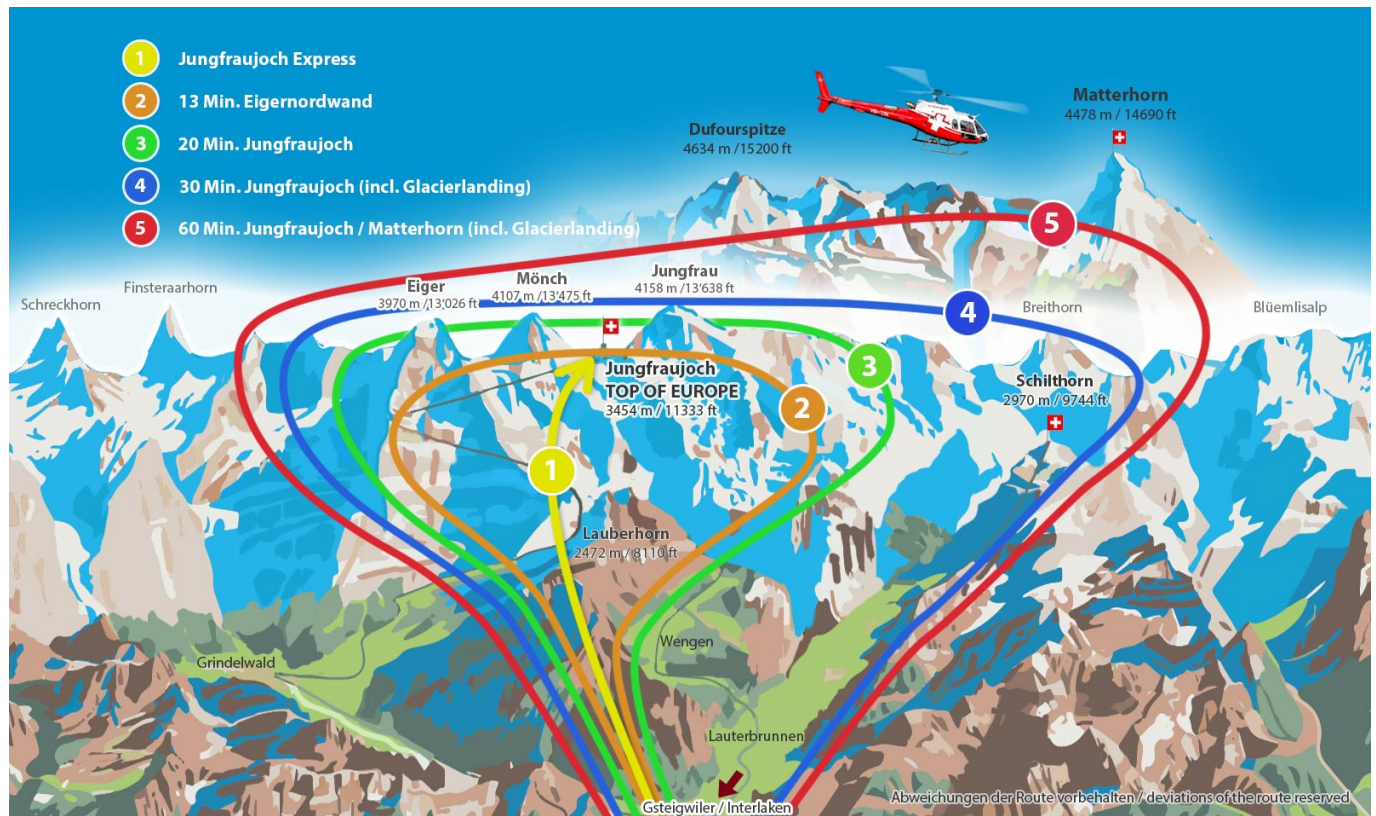 1 Jungfraujoch Express
2 13 Min. Eigernordwand
3 20 Min. Jungfraujoch
4 30 Min. Jungfraujoch (incl. Glacierlanding)
5 60 Min. Jungfraujoch / Matterhorn (incl. Glacierlanding)
Matterhorn
4478 m / 14690 ft
Dufourspitze
4634 m /15200 ft
5
Jungfrau
4158 m /13'638 ft
Mönch
4107 m /13'475 ft
Eiger
3970 m /13'026 ft
Finsteraarhorn
Schreckhorn
4
Breithorn
Blüemlisalp
3
Jungfraujoch
TOP OF EUROPE
3454 m / 11333 ft
Schilthorn
2970 m / 9744 ft
2
1
Lauberhorn
2472 m / 8110 ft
Wengen
Grindelwald
Lauterbrunnen
Gsteigwiler / Interlaken
Abweichungen der Route vorbehalten / deviations of the route reserved